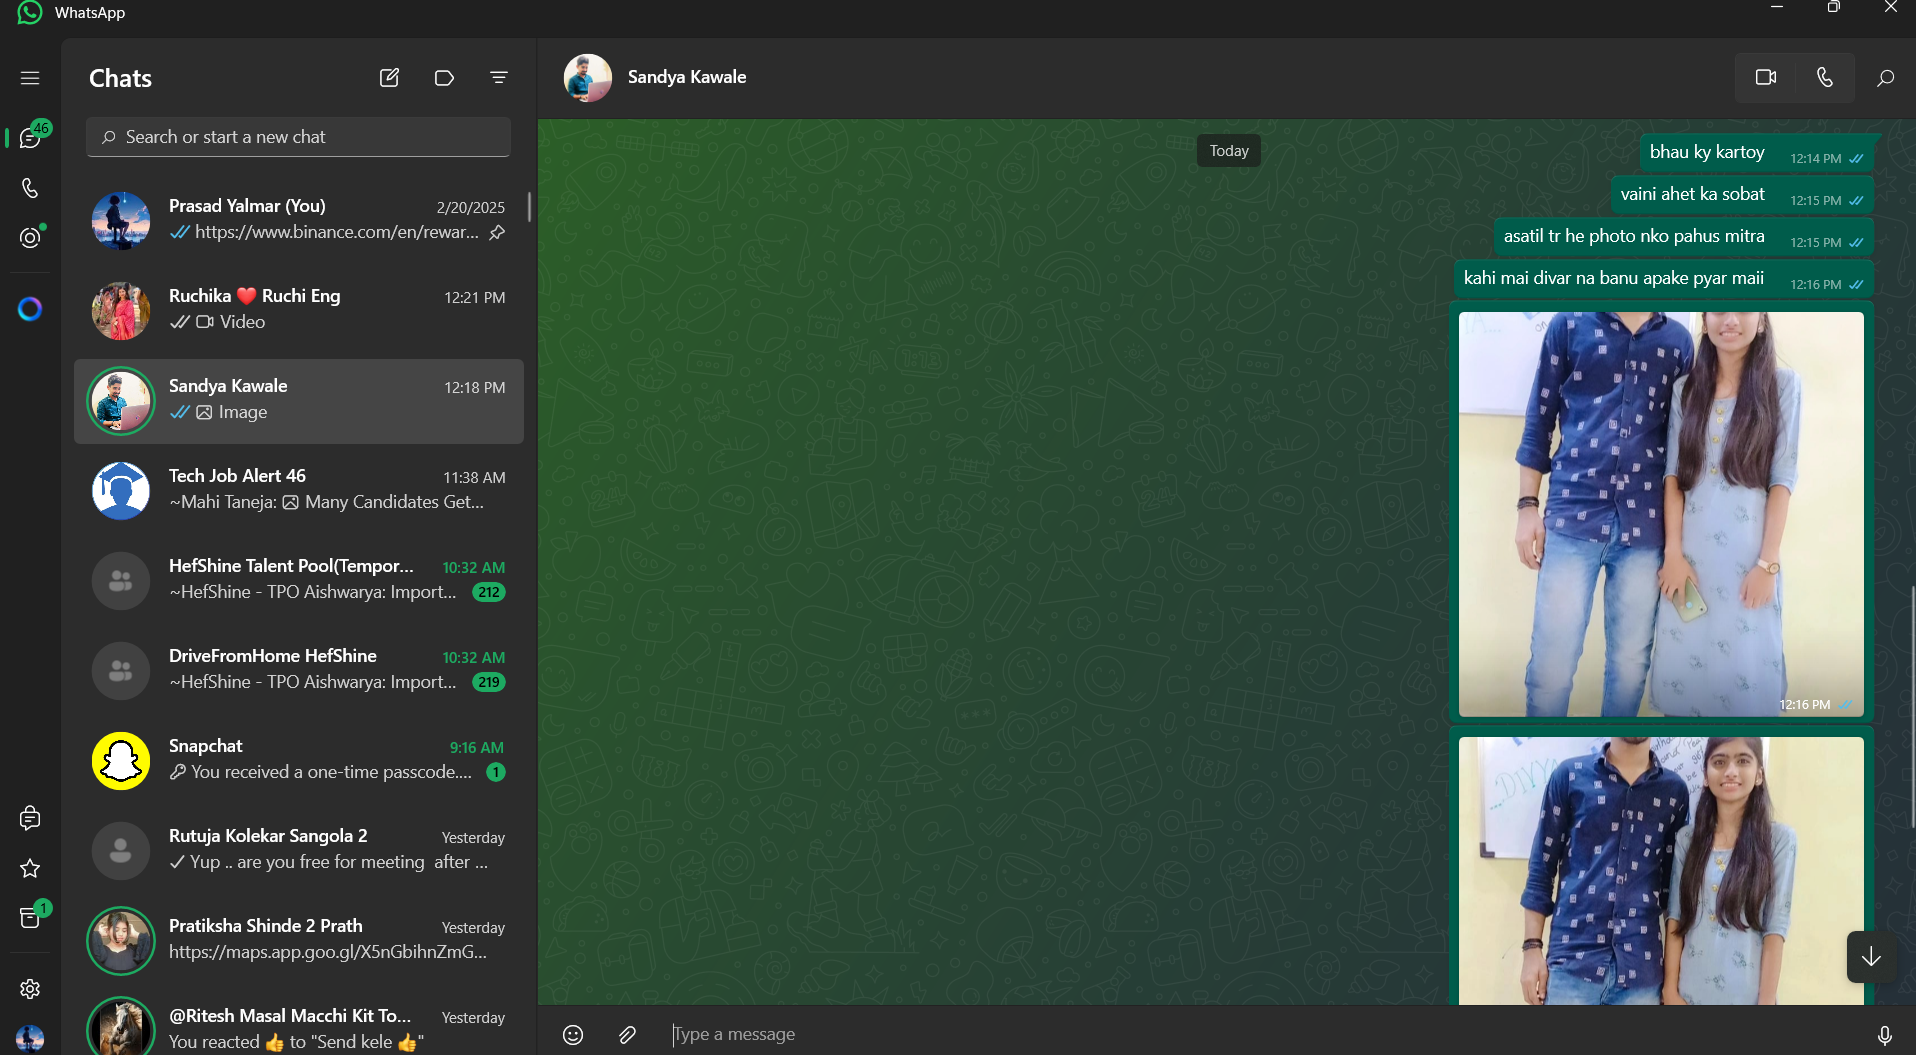 WhatsApp
Chats
46
Search or start a new chat
Prasad Yalmar (You)
2/20/2025
https://www.binance.com/en/rewar...
Ruchika ❤️ Ruchi Eng
12:21 PM
Video
Sandya Kawale
12:18 PM
Image
Tech Job Alert 46
11:38 AM
~Mahi Taneja: Many Candidates Get...
HefShine Talent Pool(Tempor...
10:32 AM
~HefShine - TPO Aishwarya: Import...
212
DriveFromHome HefShine
10:32 AM
~HefShine - TPO Aishwarya: Import...
219
Snapchat
9:16 AM
You received a one-time passcode....
1
Rutuja Kolekar Sangola 2
Yesterday
Yup .. are you free for meeting after ...
Pratiksha Shinde 2 Prath
Yesterday
https://maps.app.goo.gl/X5nGbihnZmG...
1
@Ritesh Masal Macchi Kit To...
Yesterday
You reacted 👍 to "Send kele 👍"
Sandya Kawale
Today
bhau ky kartoy 12:14 PM
vaini ahet ka sobat 12:15 PM
asatil tr he photo nko pahus mitra 12:15 PM
kahi mai divar na banu apake pyar maii 12:16 PM
12:16 PM
Type a message